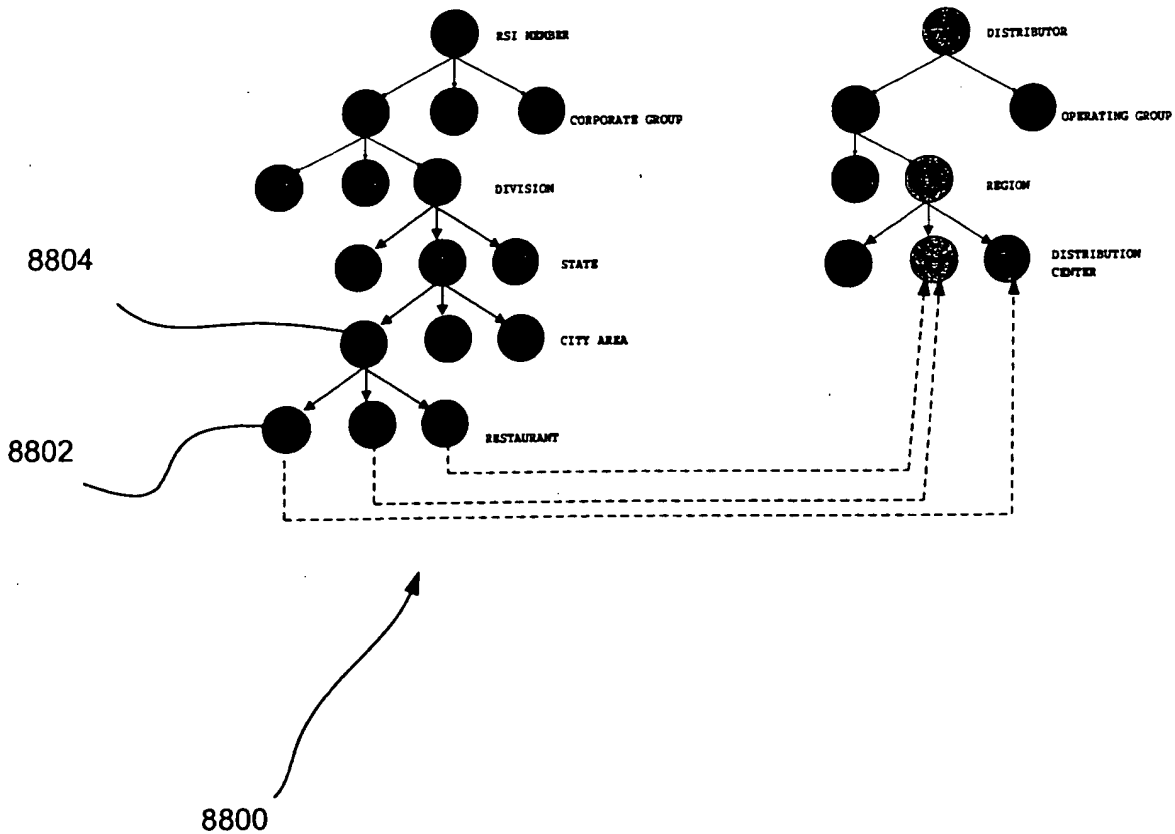 RSI MEMBER
DISTRIBUTOR
CORPORATE GROUP
OPERATING GROUP
DIVISION
REGION
8804
STATE
DISTRIBUTION
CENTER
CITY AREA
8802
RESTAURANT
8800